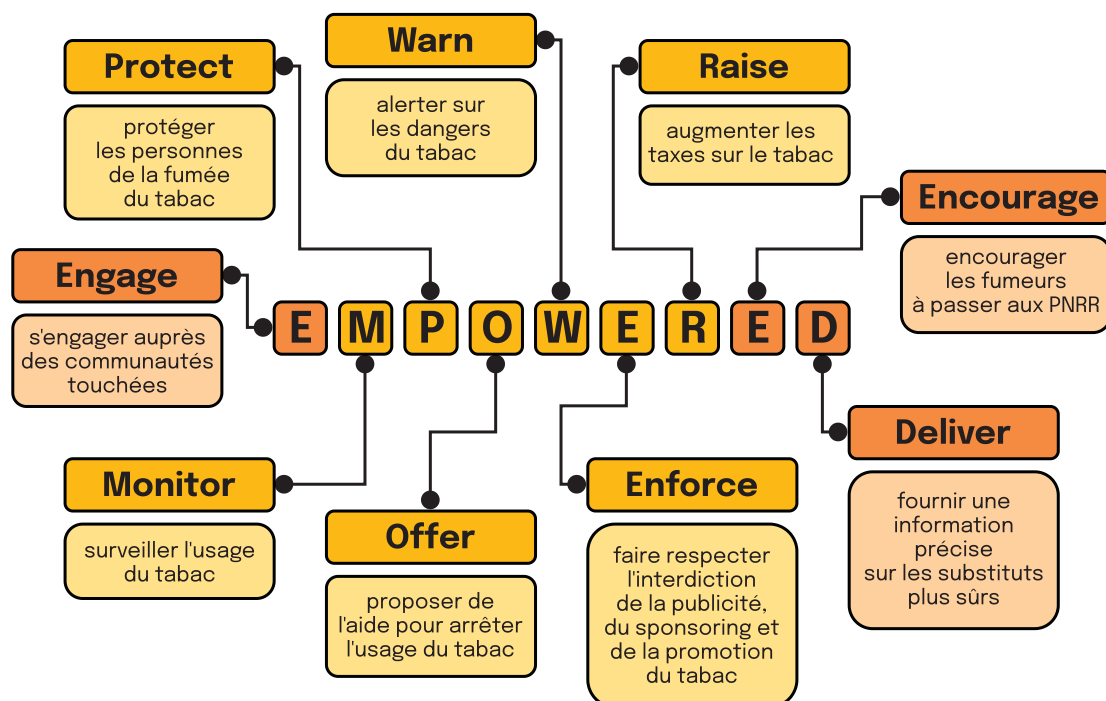 Warn
alerter sur
les dangers
du tabac
Protect
protéger
les personnes
de la fumée
du tabac
Raise
augmenter les
taxes sur le tabac
Encourage
encourager
les fumeurs
à passer aux PNRR
Engage
s'engager auprès
des communautés
touchées
EMPOWERED
Monitor
surveiller l'usage
du tabac
Offer
proposer de
l'aide pour arrêter
l'usage du tabac
Enforce
faire respecter
l'interdiction
de la publicité,
du sponsoring et
de la promotion
du tabac
Deliver
fournir une
information
précise
sur les substituts
plus sûrs